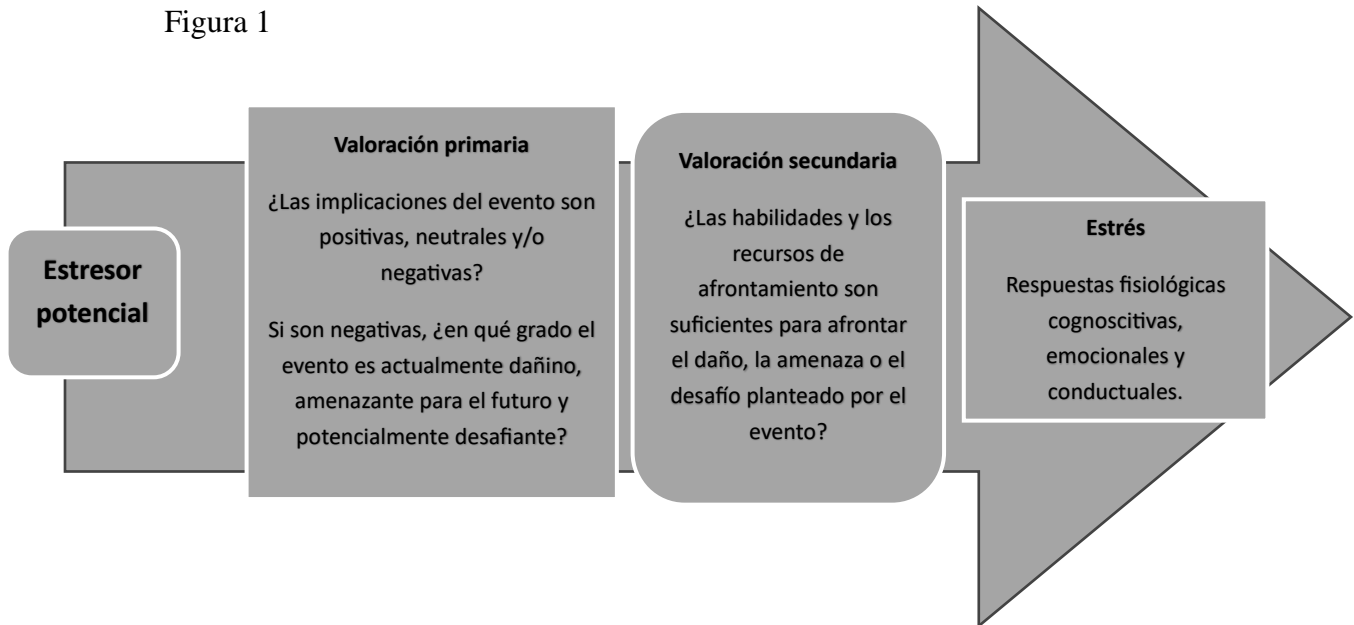 Figura 1
Estresor
potencial
Valoración primaria
¿Las implicaciones del evento son
positivas, neutrales y/o
negativas?
Si son negativas, ¿en qué grado el
evento es actualmente dañino,
amenazante para el futuro y
potencialmente desafiante?
Valoración secundaria
¿Las habilidades y los
recursos de
afrontamiento son
suficientes para afrontar
el daño, la amenaza o el
desafío planteado por el
evento?
Estrés
Respuestas fisiológicas
cognoscitivas,
emocionales y
conductuales.